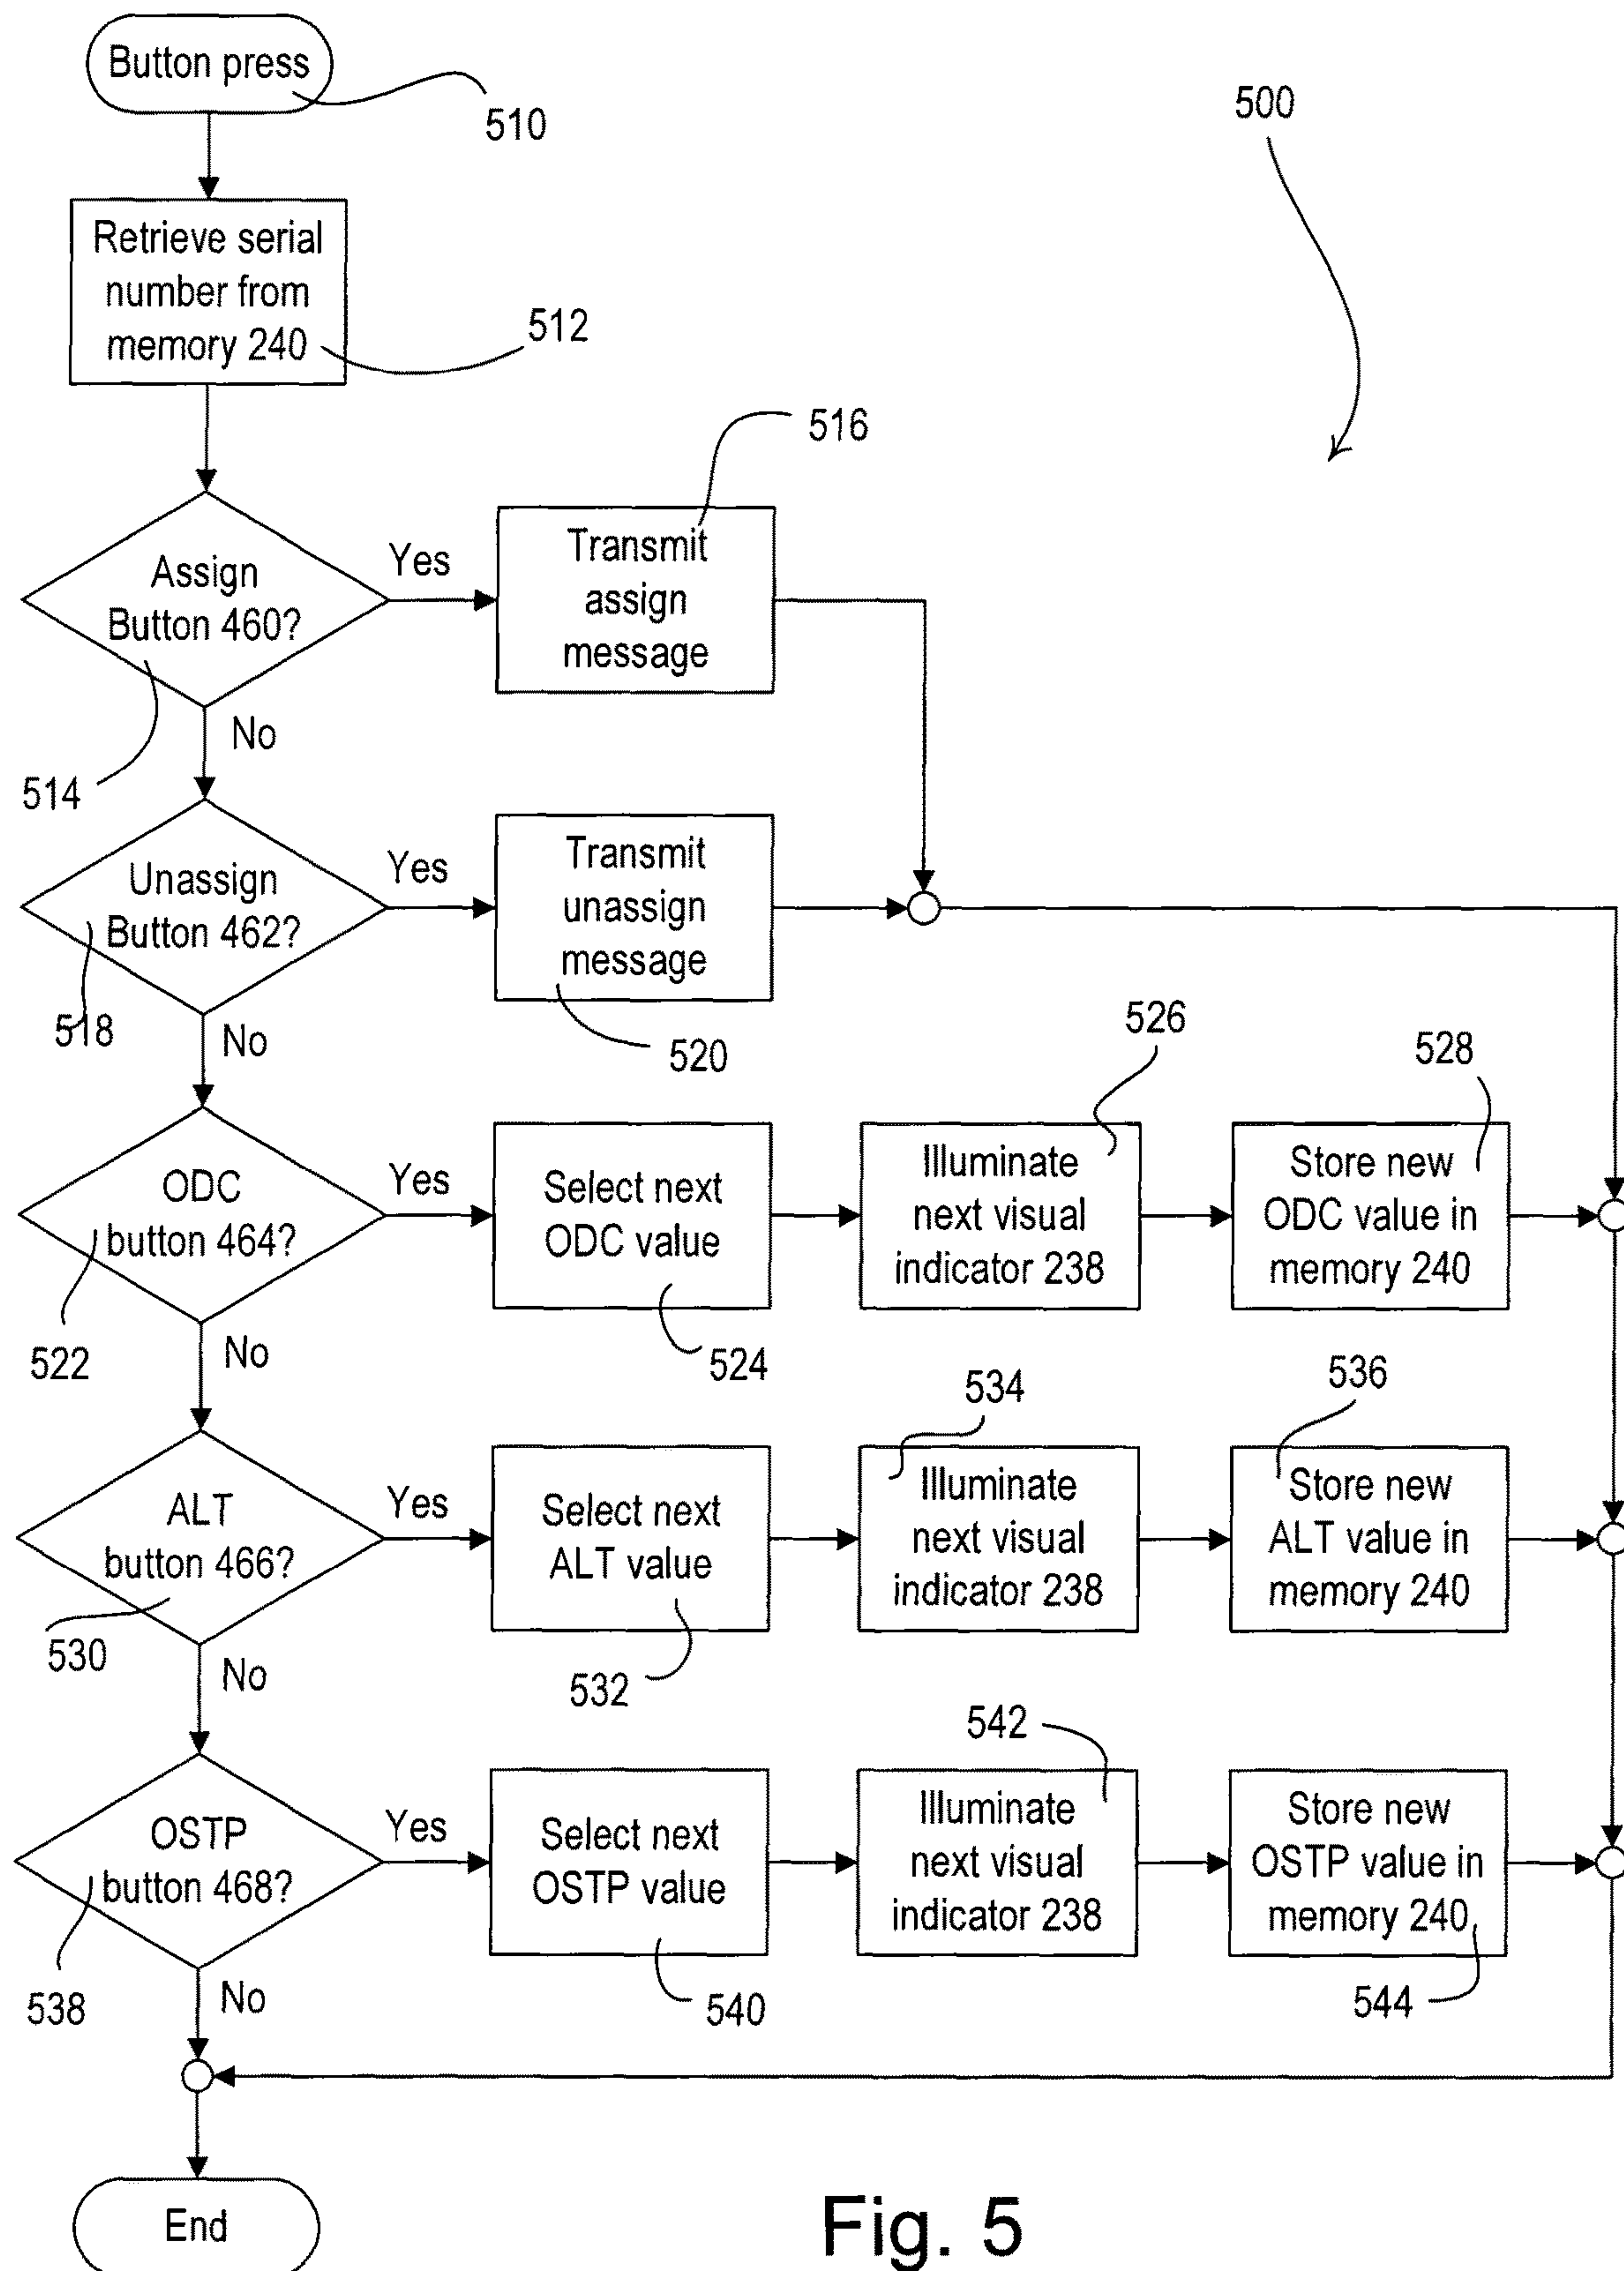 Button press
510
500
Retrieve serial
number from
memory 240
512
516
Assign
Button 460?
Yes
Transmit
assign
message
514
No
Unassign
Button 462?
Yes
Transmit
unassign
message
518
No
520
526
528
ODC
button 464?
Yes
Select next
ODC value
Illuminate
next visual
indicator 238
Store new
ODC value in
memory 240
522
No
524
534
536
ALT
button 466?
Yes
Select next
ALT value
Illuminate
next visual
indicator 238
Store new
ALT value in
memory 240
530
No
532
542
OSTP
button 468?
Yes
Select next
OSTP value
Illuminate
next visual
indicator 238
Store new
OSTP value in
memory 240
538
No
540
544
End
Fig. 5